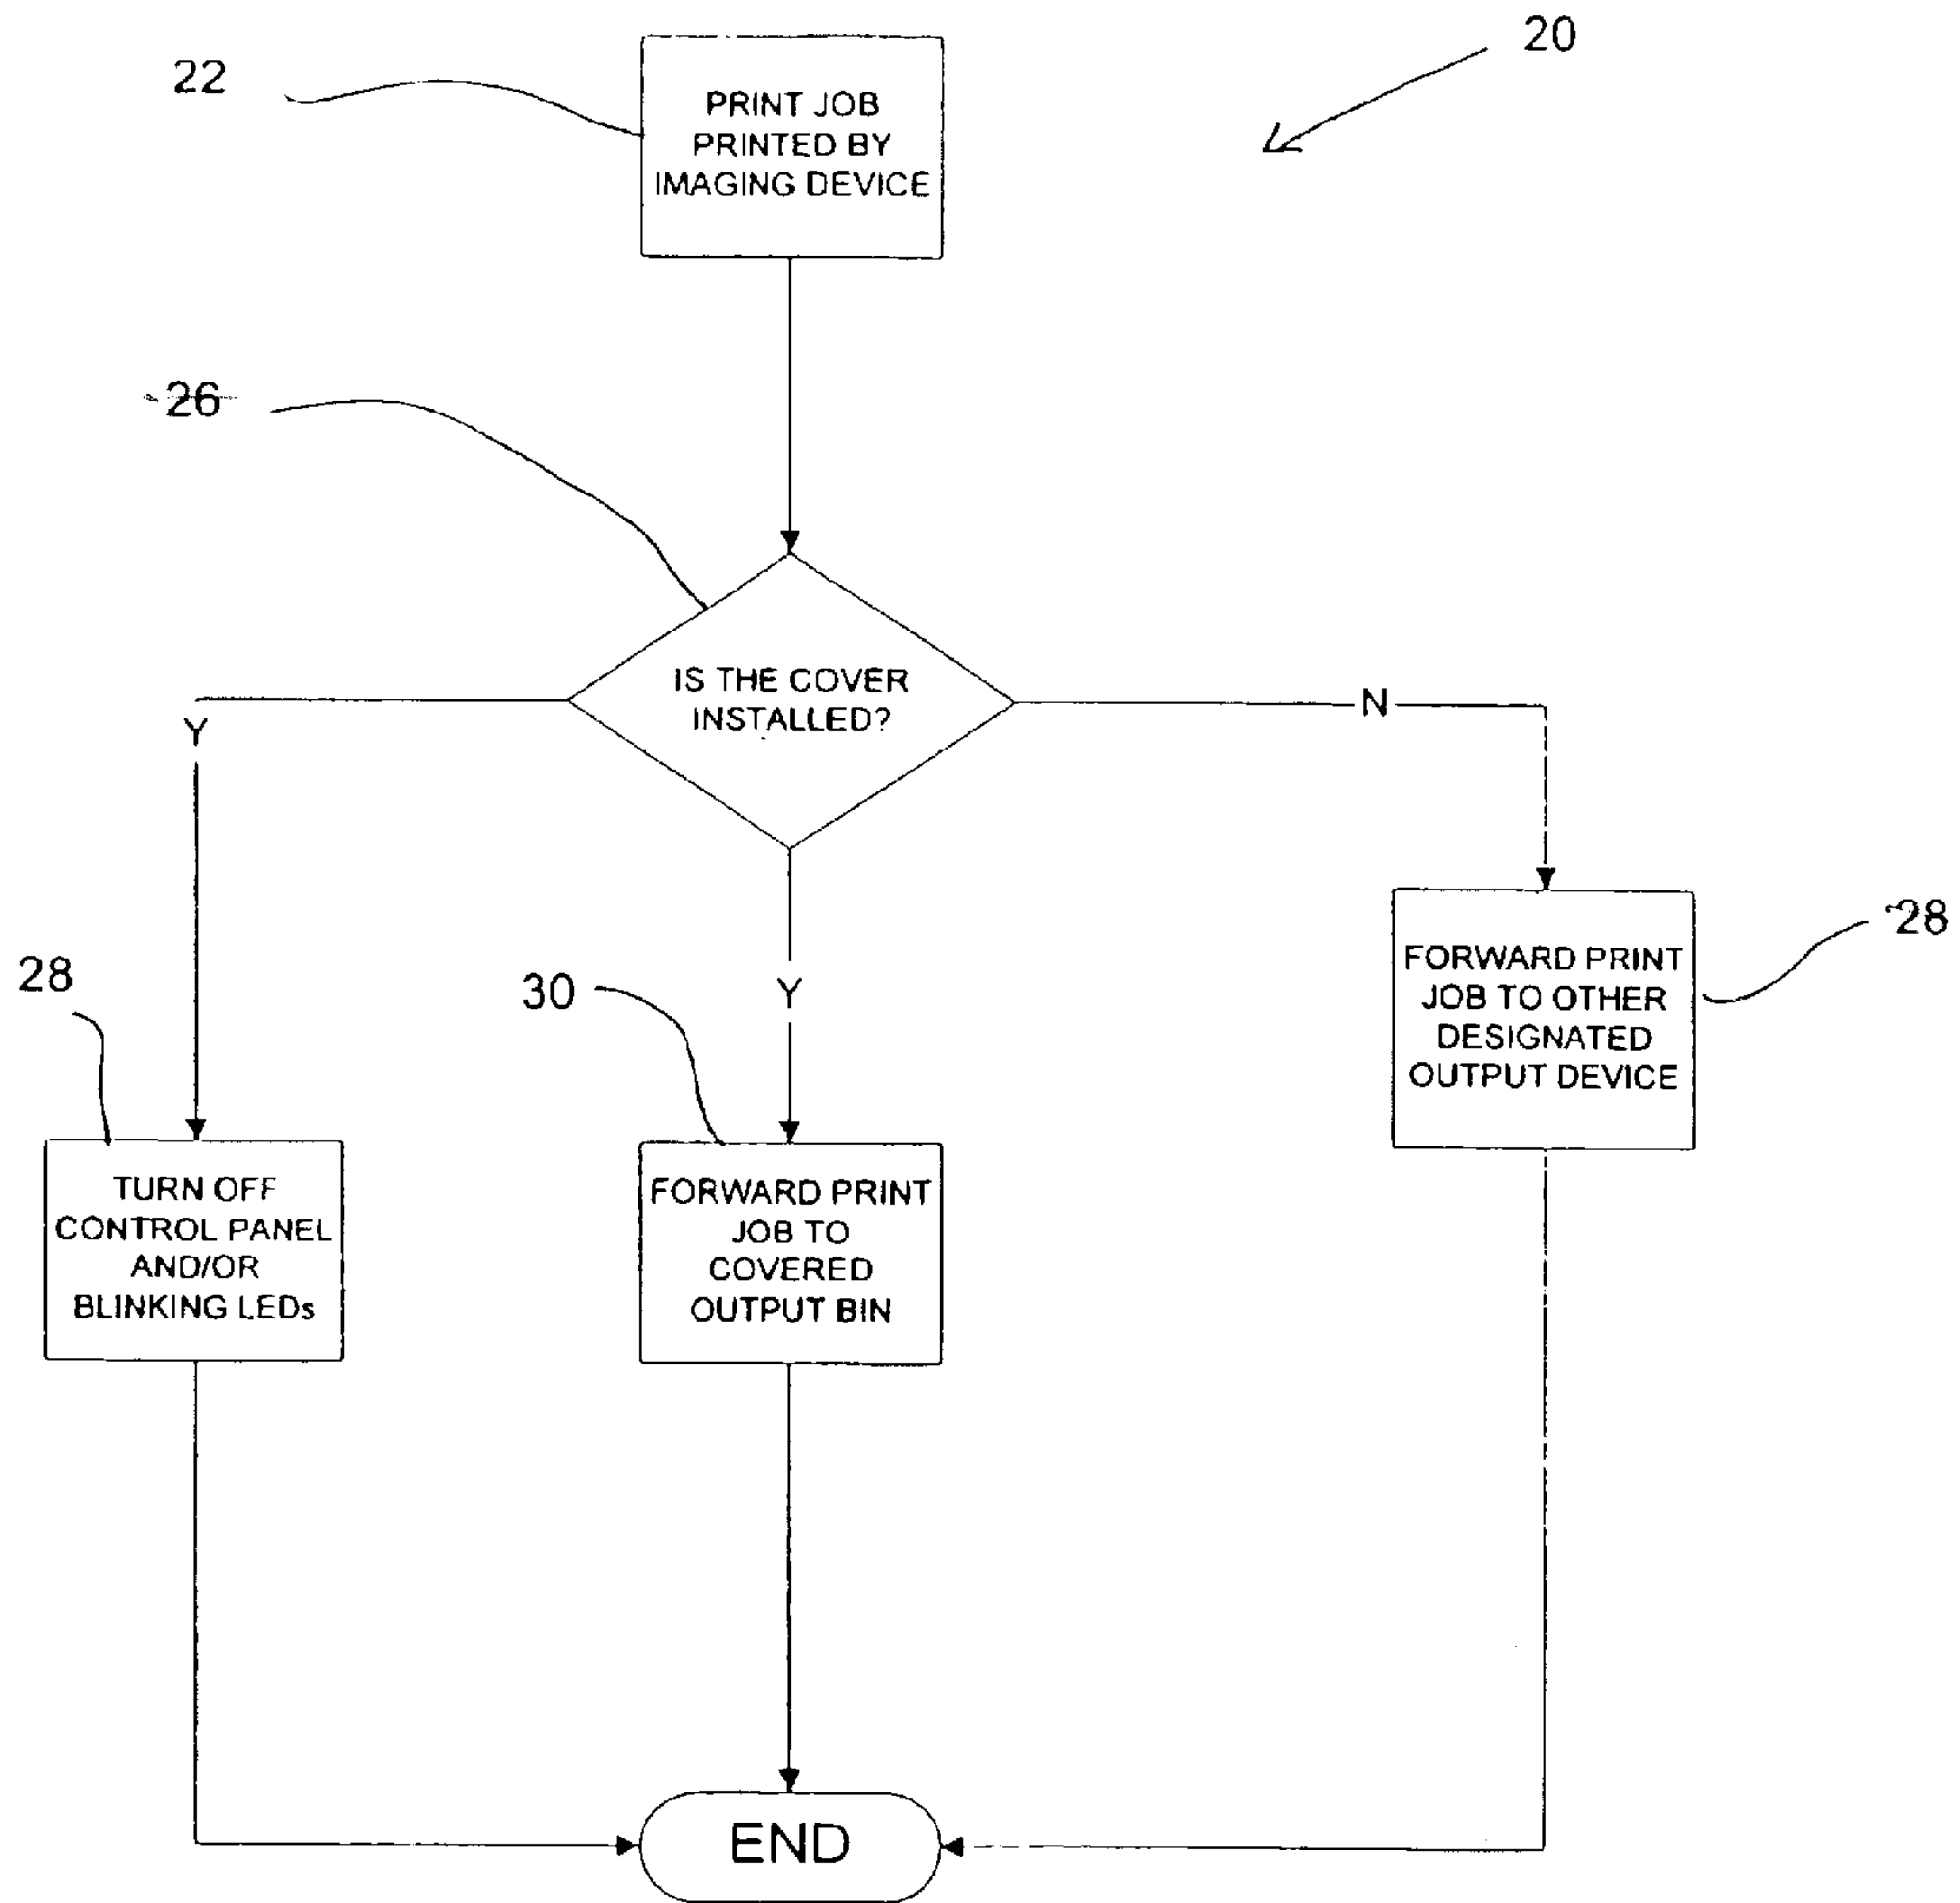 20
22
PRINT JOB
PRINTED BY
IMAGING DEVICE
26
IS THE COVER
INSTALLED?
Y
N
Y
28
FORWARD PRINT
JOB TO OTHER
DESIGNATED
OUTPUT DEVICE
28
30
TURN OFF
CONTROL PANEL
AND/OR
BLINKING LEDs
FORWARD PRINT
JOB TO
COVERED
OUTPUT BIN
END